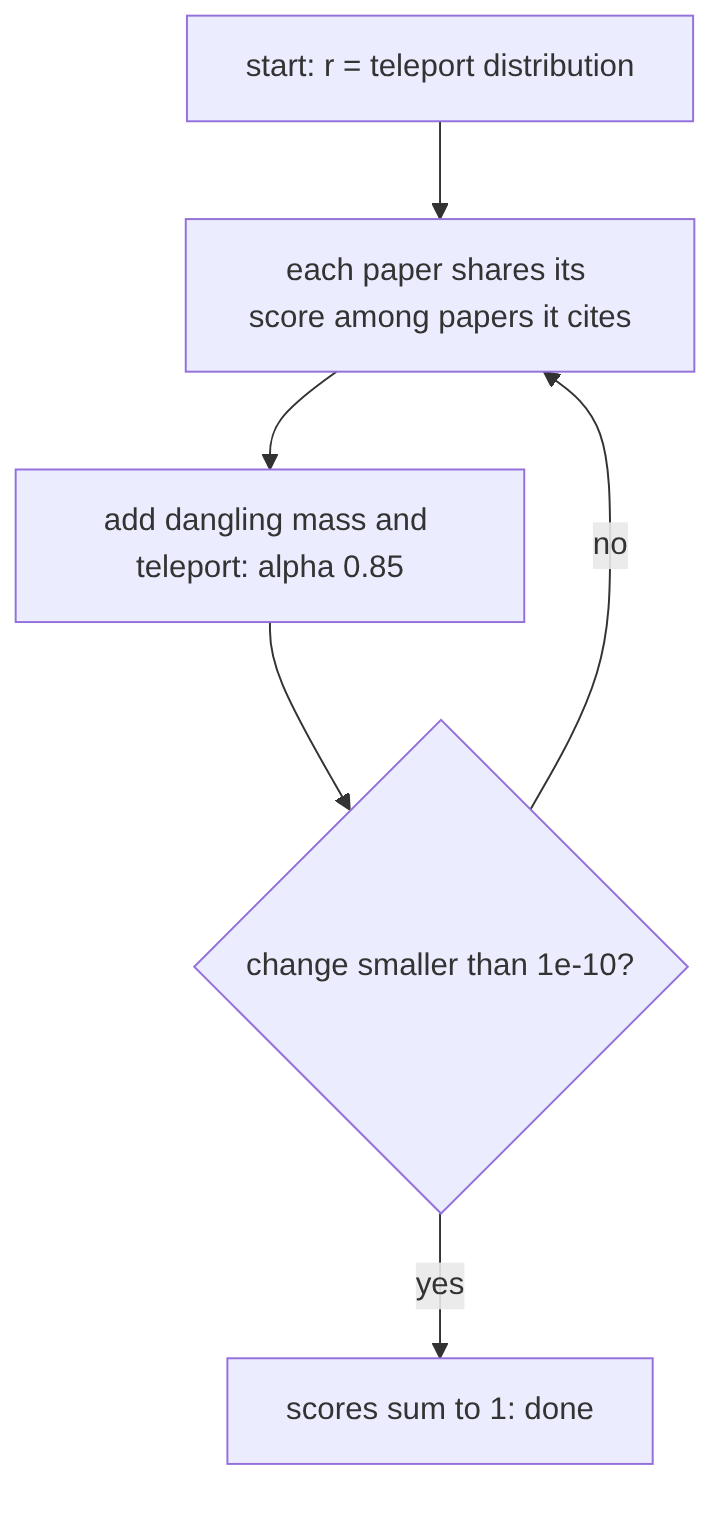 start: r = teleport distribution
each paper shares its
score among papers it cites
add dangling mass and
teleport: alpha 0.85
no
change smaller than 1e-10?
yes
scores sum to 1: done